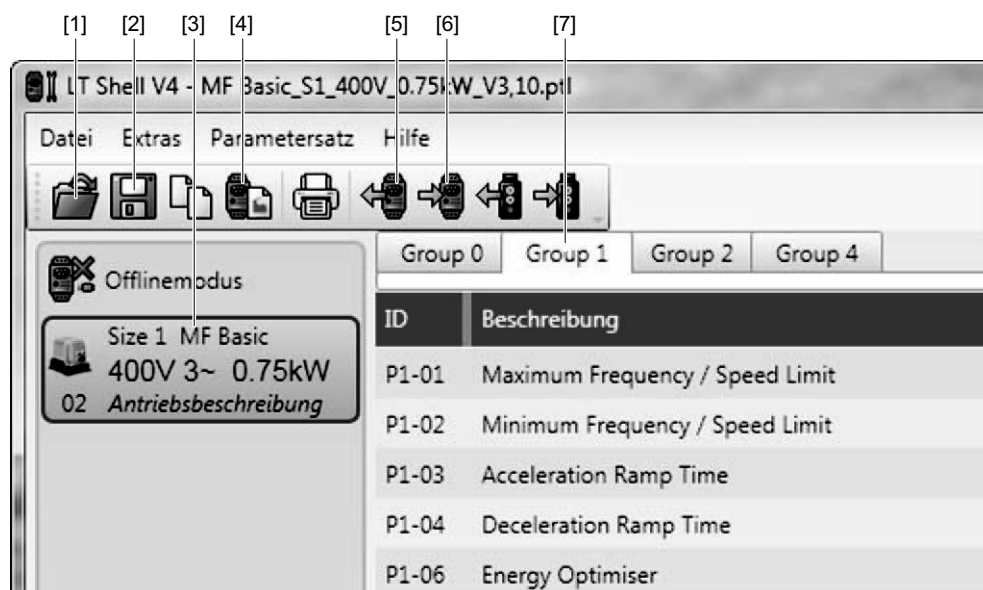 [1] [2] [3] [4] [5] [6] [7]
LT Shell V4 - MF Basic_S1_400V_0.75kW_V3,10.ptl
Datei Extras Parametersatz Hilfe
Offlinemodus
Size 1 MF Basic
400V 3~ 0.75kW
02 Antriebsbeschreibung
Group 0 Group 1 Group 2 Group 4
ID Beschreibung
P1-01 Maximum Frequency / Speed Limit
P1-02 Minimum Frequency / Speed Limit
P1-03 Acceleration Ramp Time
P1-04 Deceleration Ramp Time
P1-06 Energy Optimiser